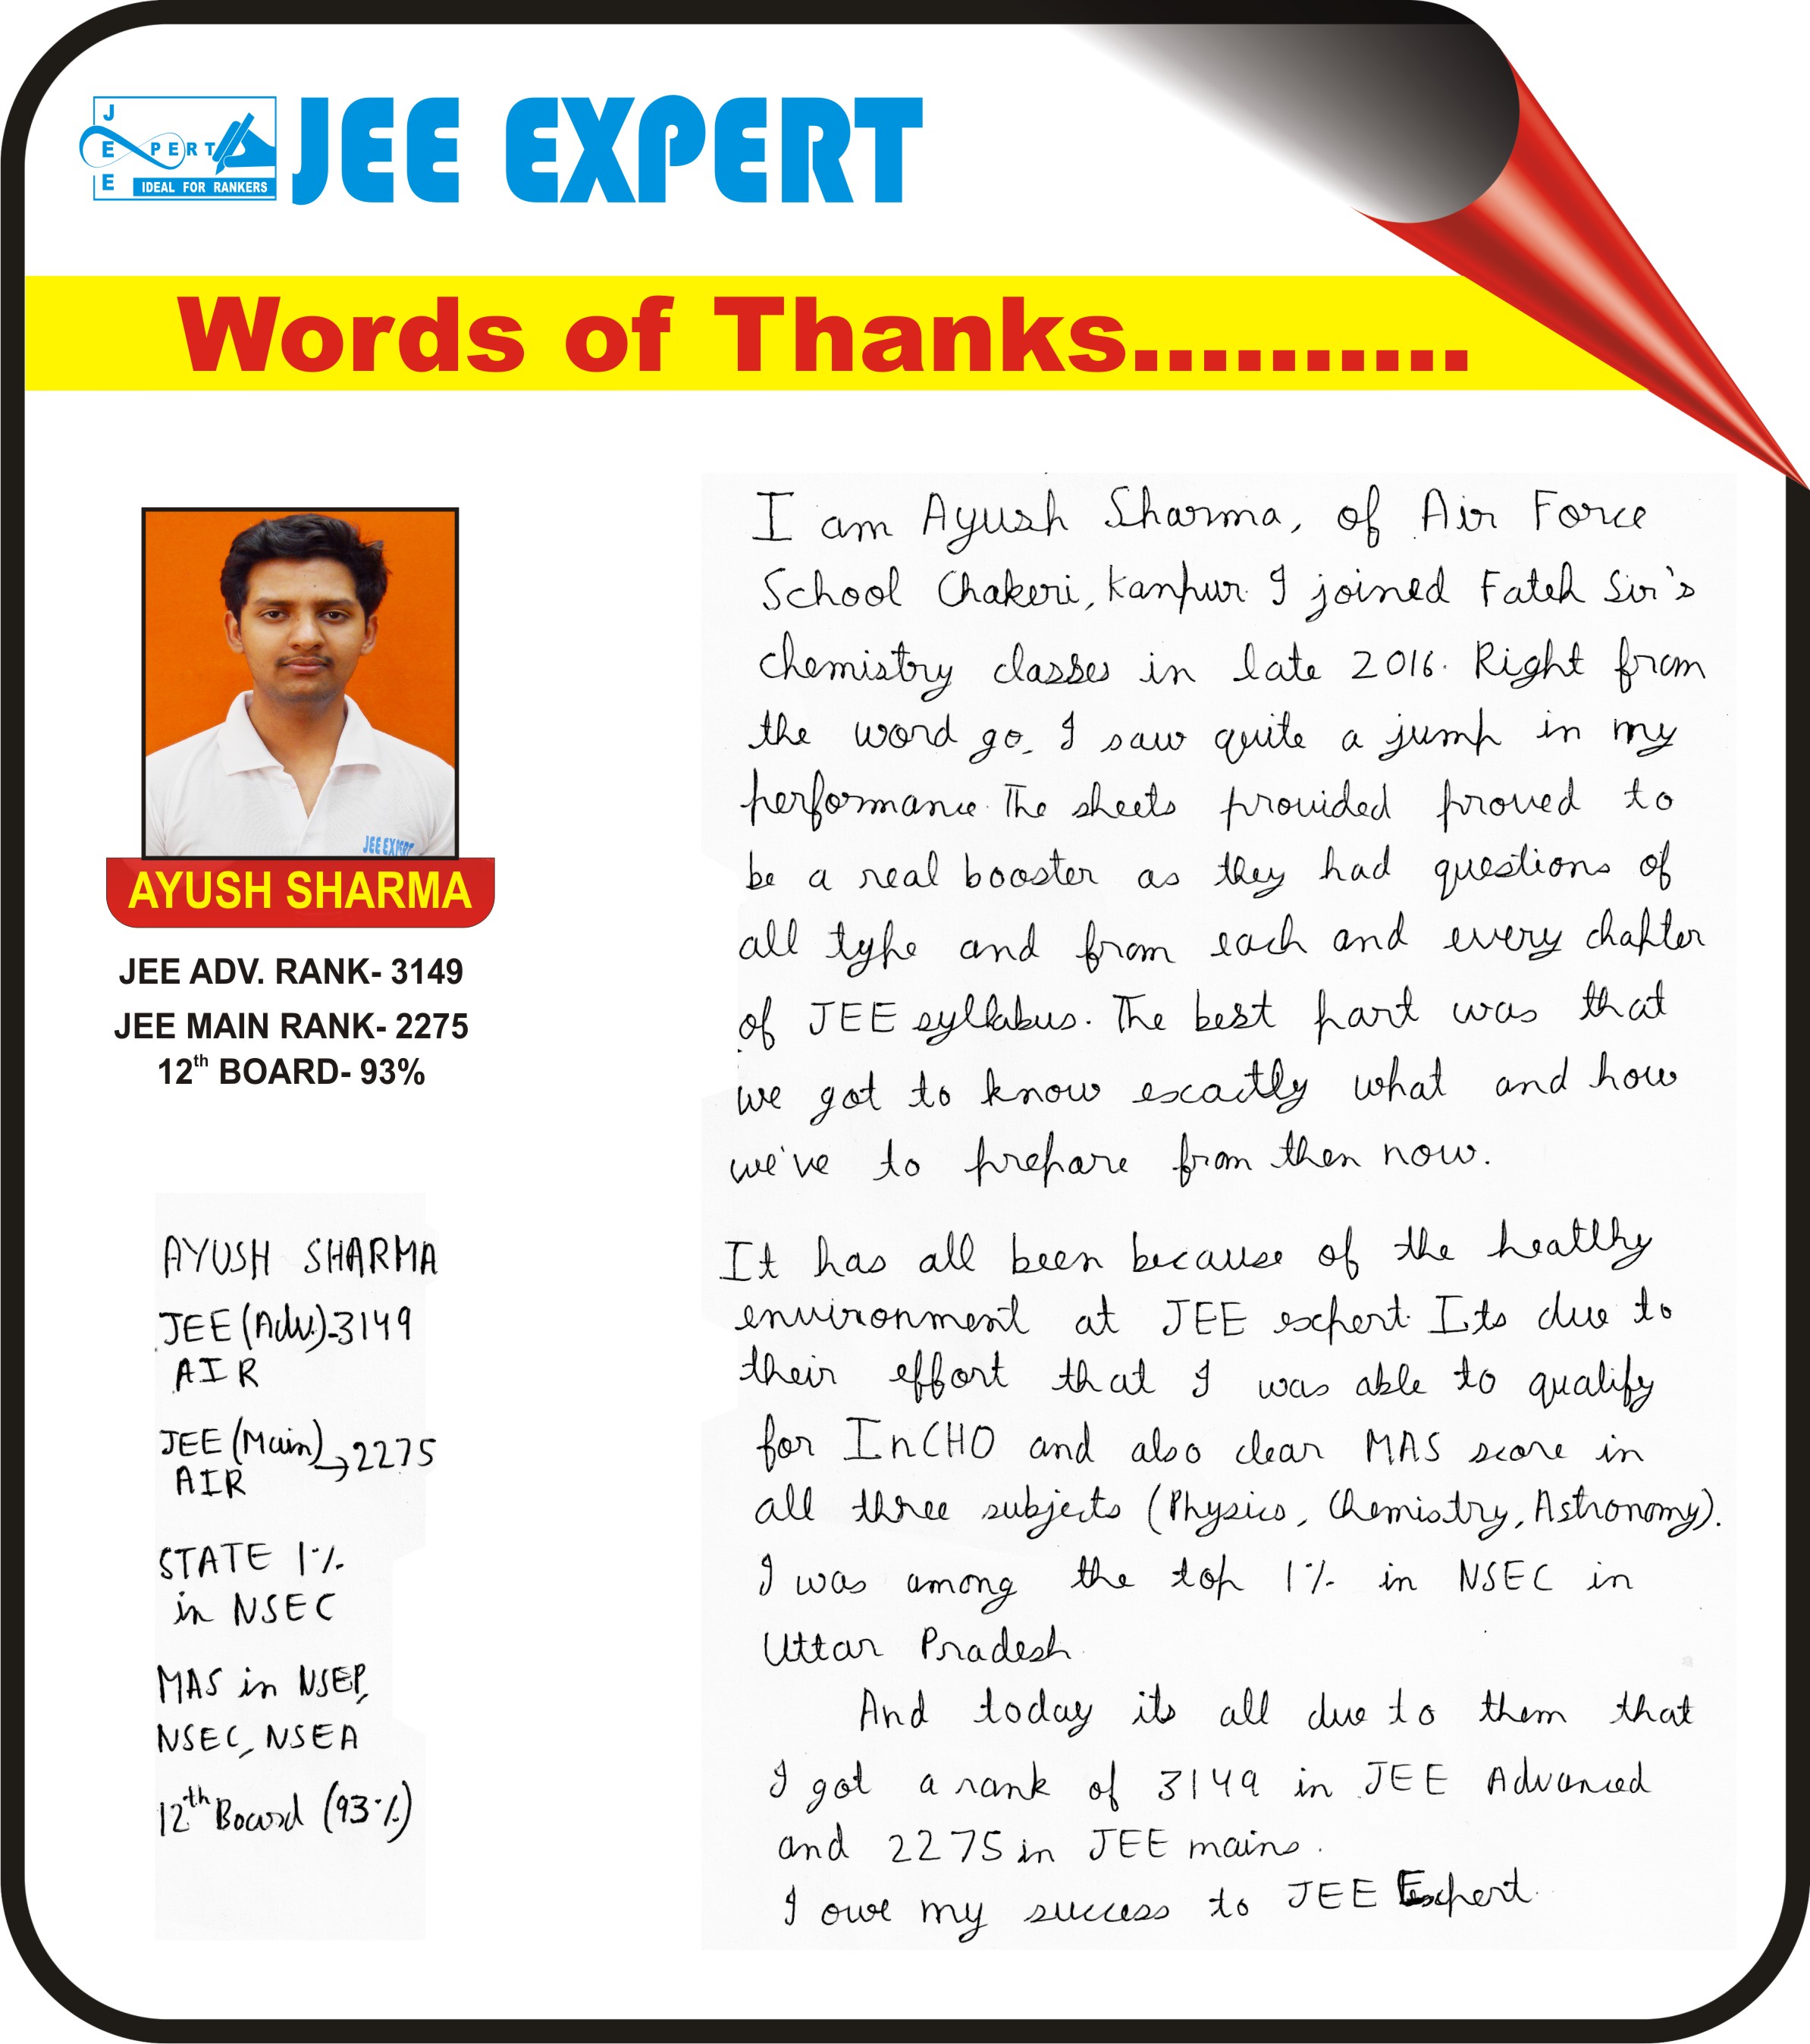 J
E PERT
E IDEAL FOR RANKERS
JEE EXPERT
Words of Thanks..........
JEE EXPERT
AYUSH SHARMA
JEE ADV. RANK- 3149
JEE MAIN RANK- 2275
12th BOARD- 93%
AYUSH SHARMA
JEE (Adv.)-3149
AIR
JEE (Main)→2275
AIR
STATE 1%
in NSEC
MAS in NSEP,
NSEC, NSEA
12th Board (93%)
I am Ayush Sharma, of Air Force
School Chakeri, Kanpur. I joined Fateh Sir's
chemistry classes in late 2016. Right from
the word go, I saw quite a jump in my
performance. The sheets provided proved to
be a real booster as they had questions of
all type and from each and every chapter
of JEE syllabus. The best part was that
we got to know exactly what and how
we've to prepare from then now.
It has all been because of the healthy
environment at JEE expert. Its due to
their effort that I was able to qualify
for InCHO and also clear MAS score in
all three subjects (Physics, Chemistry, Astronomy).
I was among the top 1% in NSEC in
Uttar Pradesh.
And today its all due to them that
I got a rank of 3149 in JEE Advanced
and 2275 in JEE mains.
I owe my success to JEE Expert.